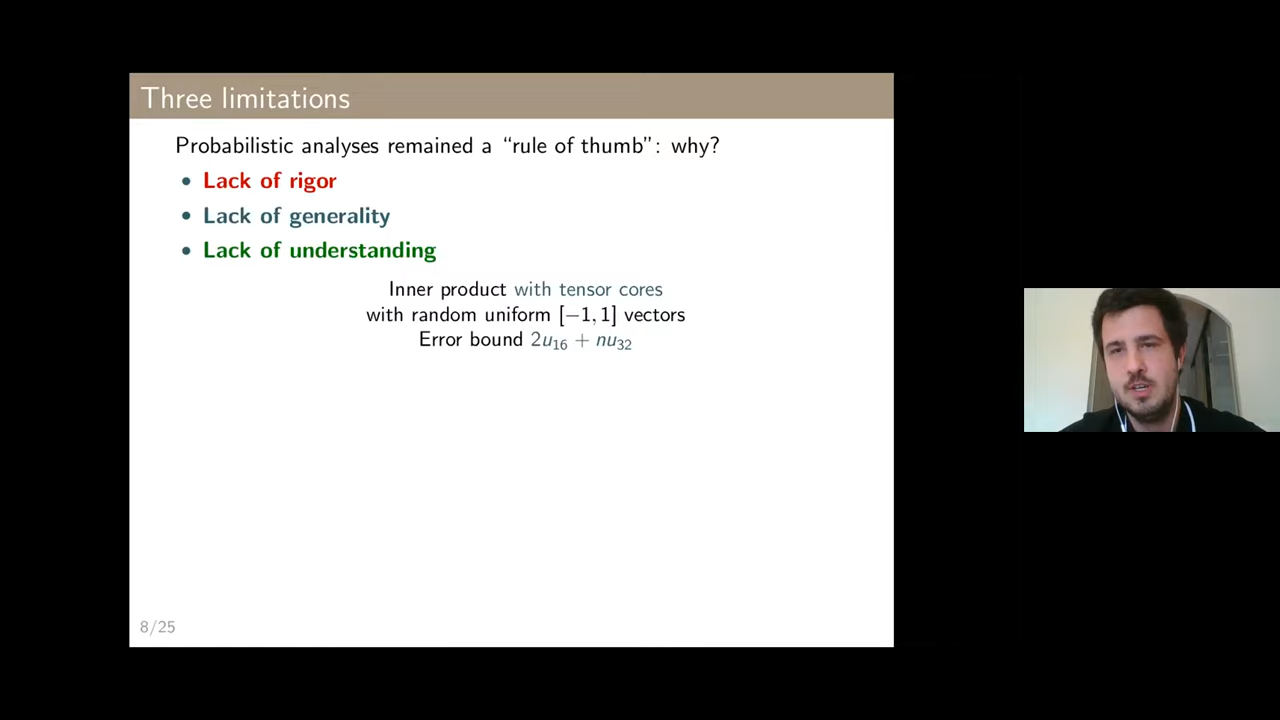 Three limitations
Probabilistic analyses remained a “rule of thumb”: why?
• Lack of rigor
• Lack of generality
• Lack of understanding
Inner product with tensor cores
with random uniform [−1, 1] vectors
Error bound 2u₁₆ + nu₃₂
8/25